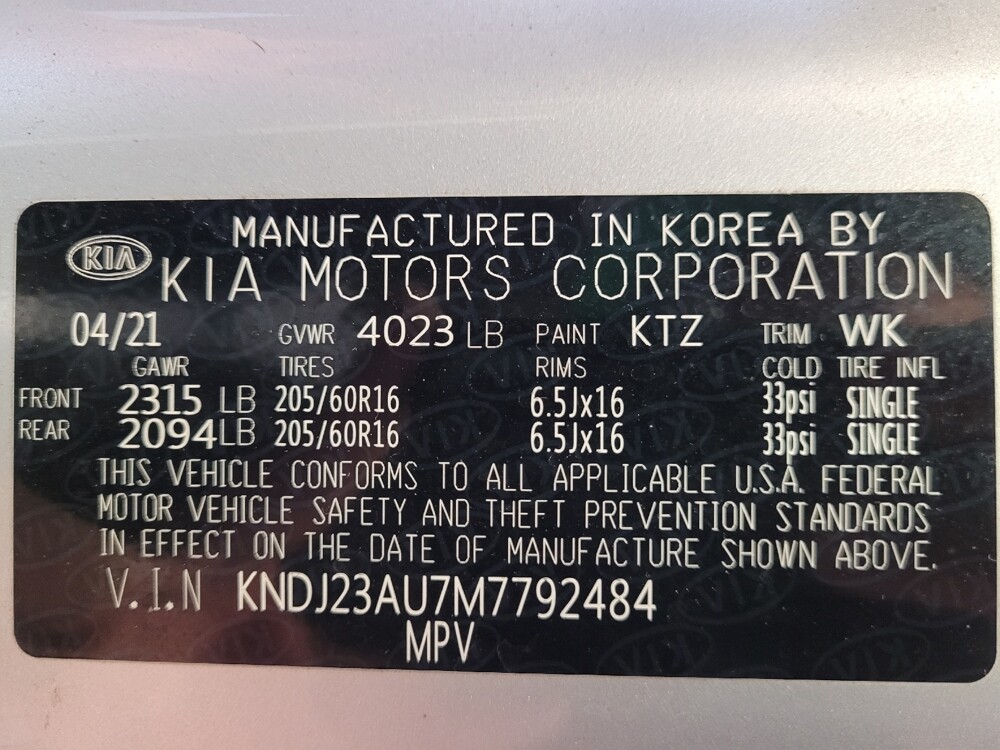 MANUFACTURED IN KOREA BY
KIA KIA MOTORS CORPORATION
04/21 GVWR 4023 LB PAINT KTZ TRIM WK
GAWR TIRES RIMS COLD TIRE INFL
FRONT 2315 LB 205/60R16 6.5Jx16 33psi SINGLE
REAR 2094 LB 205/60R16 6.5Jx16 33psi SINGLE
THIS VEHICLE CONFORMS TO ALL APPLICABLE U.S.A. FEDERAL
MOTOR VEHICLE SAFETY AND THEFT PREVENTION STANDARDS
IN EFFECT ON THE DATE OF MANUFACTURE SHOWN ABOVE.
V.I.N KNDJ23AU7M7792484
MPV